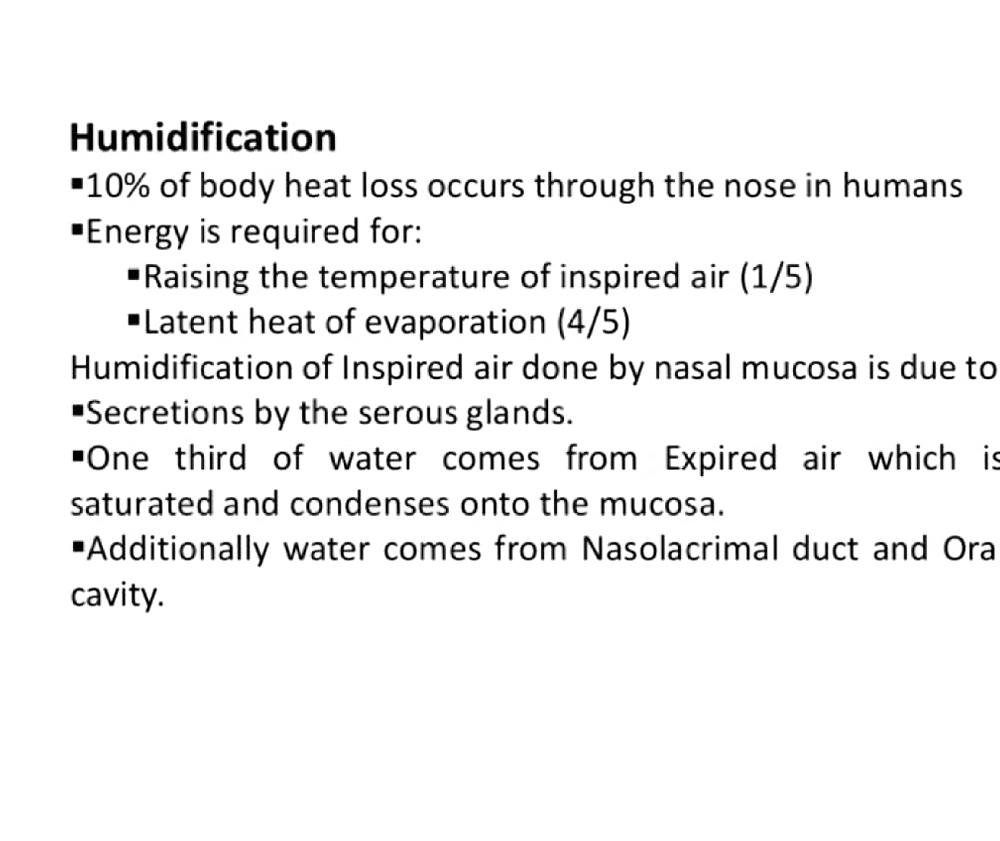 Humidification
▪10% of body heat loss occurs through the nose in humans
▪Energy is required for:
▪Raising the temperature of inspired air (1/5)
▪Latent heat of evaporation (4/5)
Humidification of Inspired air done by nasal mucosa is due to
▪Secretions by the serous glands.
▪One third of water comes from Expired air which is
saturated and condenses onto the mucosa.
▪Additionally water comes from Nasolacrimal duct and Ora
cavity.